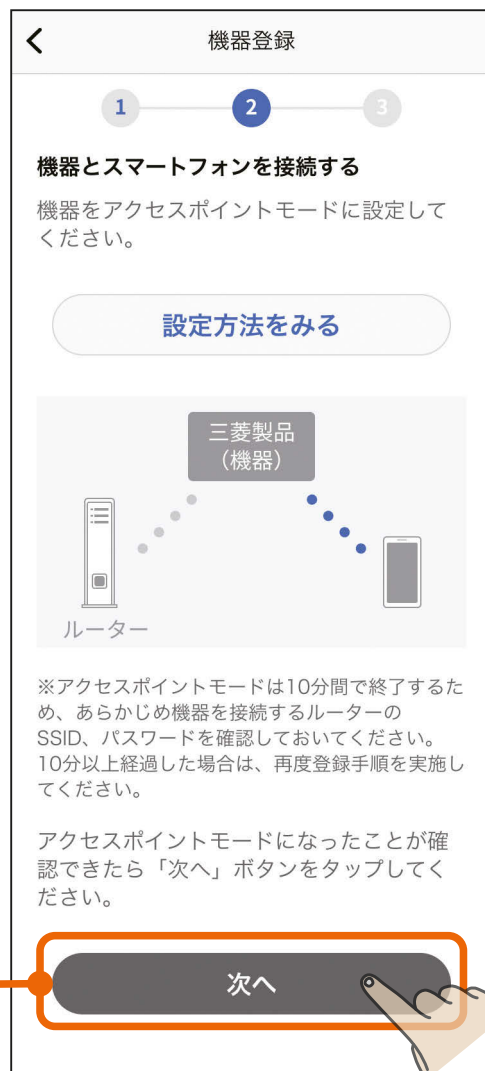 機器登録
1 2 3
機器とスマートフォンを接続する
機器をアクセスポイントモードに設定して
ください。
設定方法をみる
三菱製品
（機器）
ルーター
※アクセスポイントモードは10分間で終了するた
め、あらかじめ機器を接続するルーターの
SSID、パスワードを確認しておいてください。
10分以上経過した場合は、再度登録手順を実施し
てください。
アクセスポイントモードになったことが確
認できたら「次へ」ボタンをタップしてく
ださい。
次へ